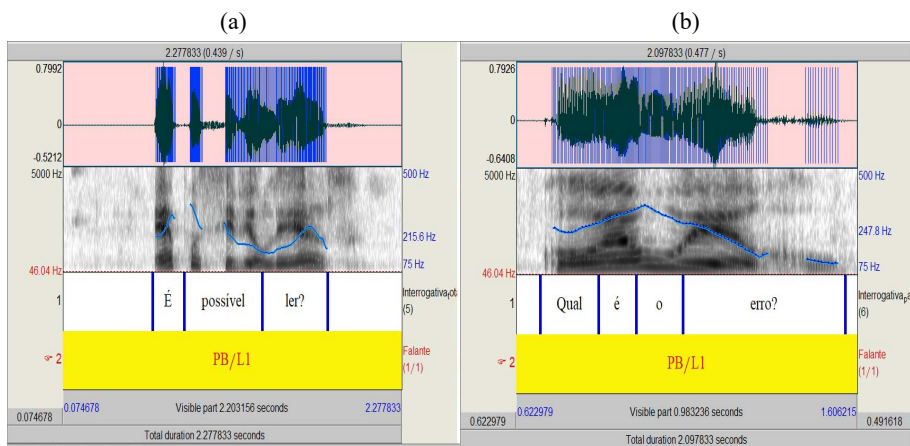 (a)
2.277833 (0.439 / s)
0.7992
0
-0.5212
5000 Hz
500 Hz
215.6 Hz
46.04 Hz
75 Hz
1
É
possível
ler?
Interrogativa_tot
(5)
2
PB/L1
Falante
(1/1)
0.074678
0.074678
Visible part 2.203156 seconds
2.277833
Total duration 2.277833 seconds
(b)
2.097833 (0.477 / s)
0.7926
0
-0.6408
5000 Hz
500 Hz
247.8 Hz
46.04 Hz
75 Hz
1
Qual
é
o
erro?
Interrogativa_pa
(6)
2
PB/L1
Falante
(1/1)
0.622979
0.622979
Visible part 0.983236 seconds
1.606215
0.491618
Total duration 2.097833 seconds